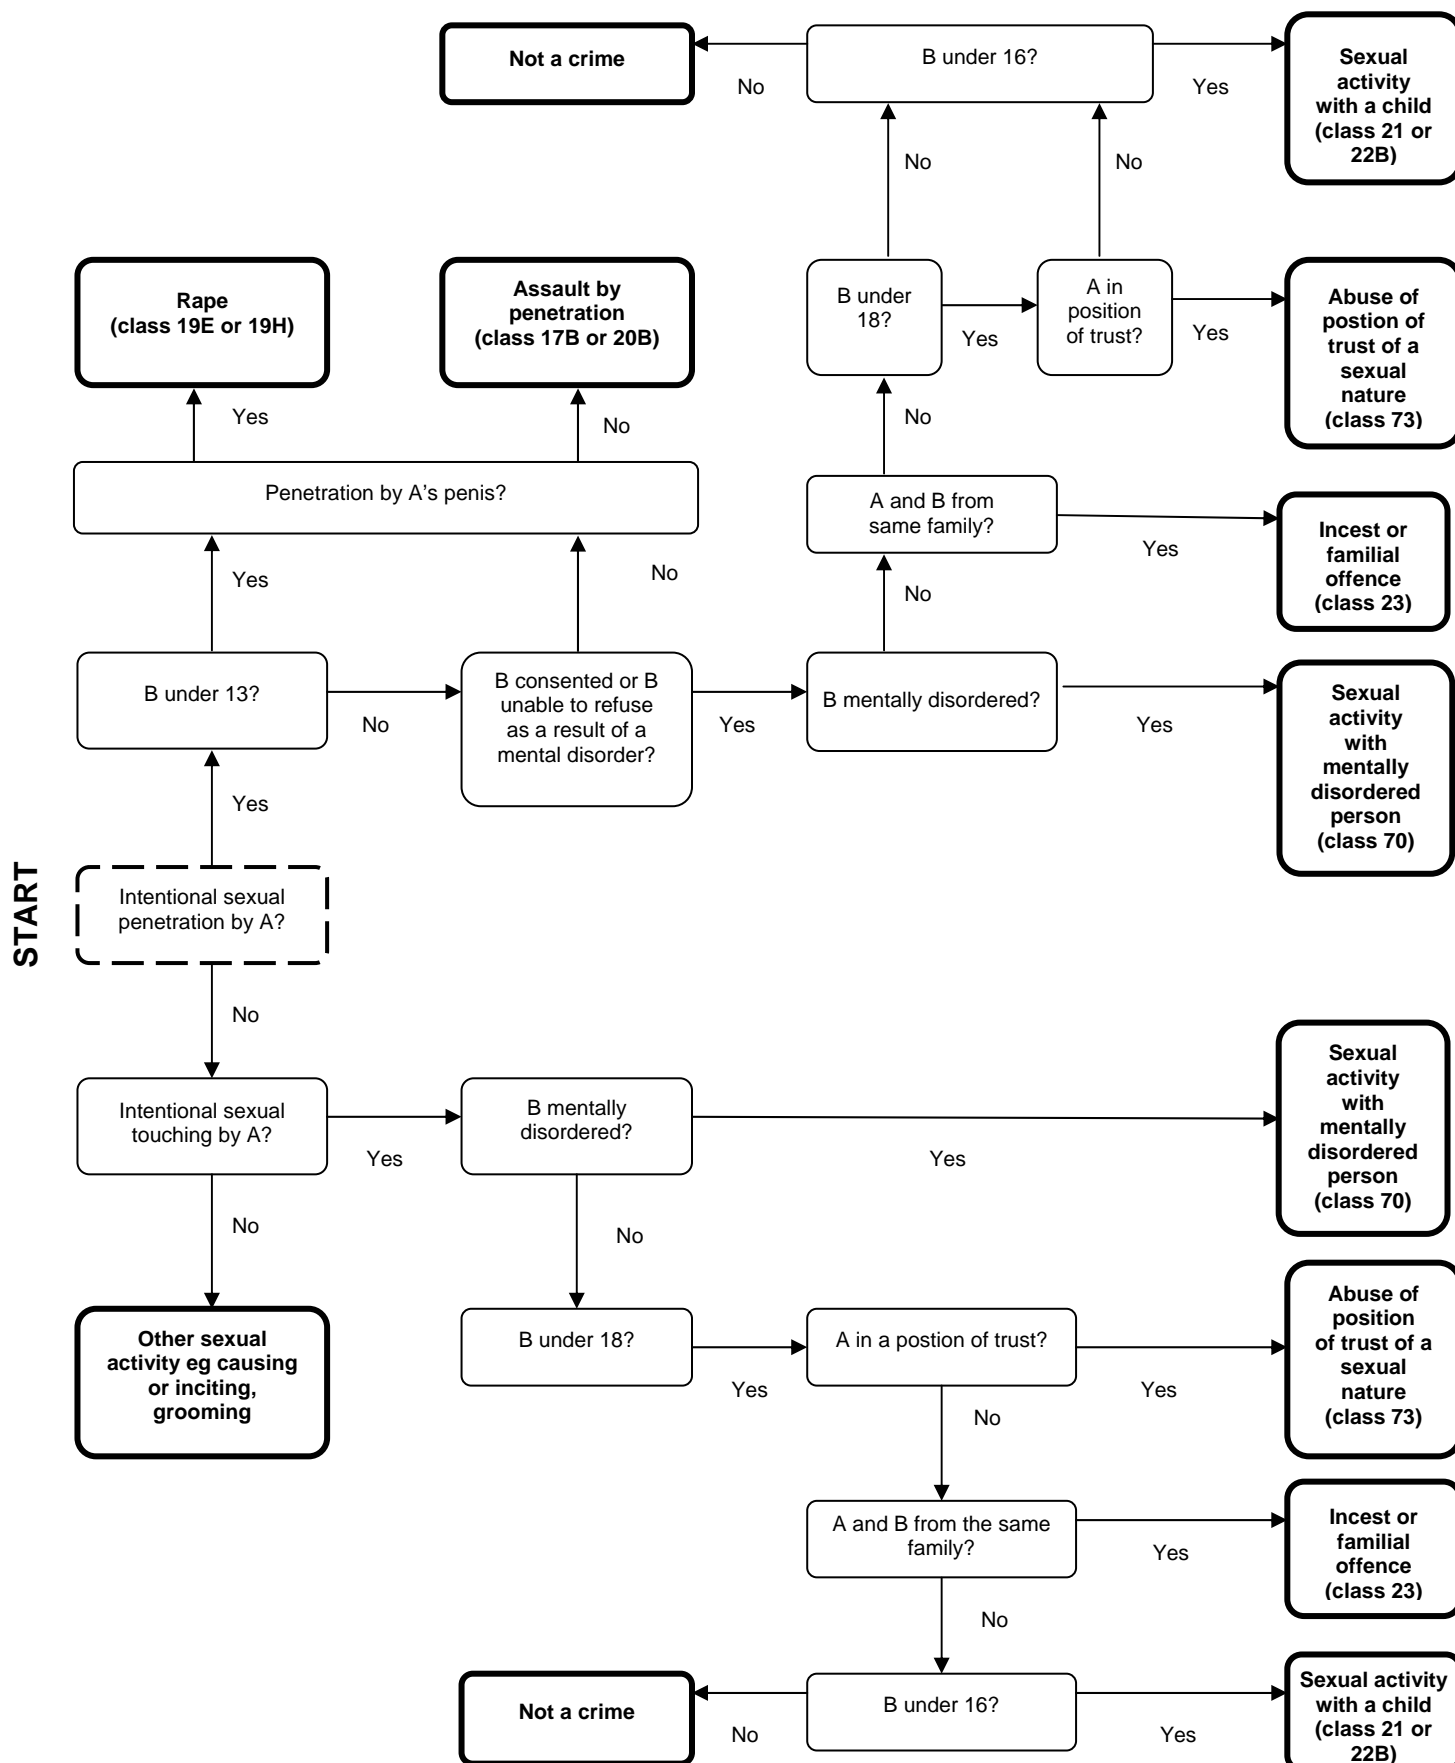 Not a crime
No
B under 16?
Yes
Sexual
activity
with a child
(class 21 or
22B)
No
No
Rape
(class 19E or 19H)
Assault by
penetration
(class 17B or 20B)
B under
18?
Yes
A in
position
of trust?
Yes
Abuse of
postion of
trust of a
sexual
nature
(class 73)
Yes
No
No
Penetration by A's penis?
A and B from
same family?
Yes
Incest or
familial
offence
(class 23)
Yes
No
No
B under 13?
No
B consented or B
unable to refuse
as a result of a
mental disorder?
Yes
B mentally disordered?
Yes
Sexual
activity
with
mentally
disordered
person
(class 70)
Yes
START
Intentional sexual
penetration by A?
No
Intentional sexual
touching by A?
Yes
B mentally
disordered?
Yes
Sexual
activity
with
mentally
disordered
person
(class 70)
No
No
Other sexual
activity eg causing
or inciting,
grooming
B under 18?
Yes
A in a postion of trust?
Yes
Abuse of
position
of trust of a
sexual
nature
(class 73)
No
A and B from the same
family?
Yes
Incest or
familial
offence
(class 23)
No
Not a crime
No
B under 16?
Yes
Sexual activity
with a child
(class 21 or
22B)